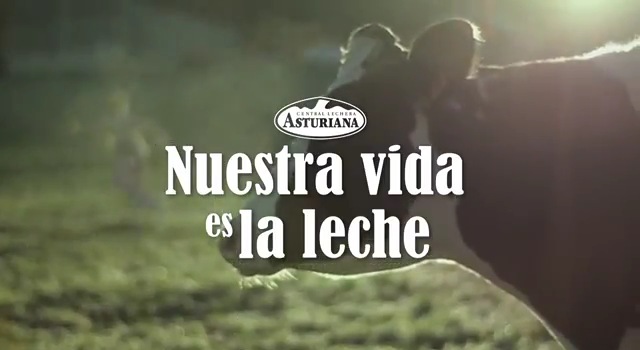 CENTRAL LECHERA
ASTURIANA
Nuestra vida
es la leche